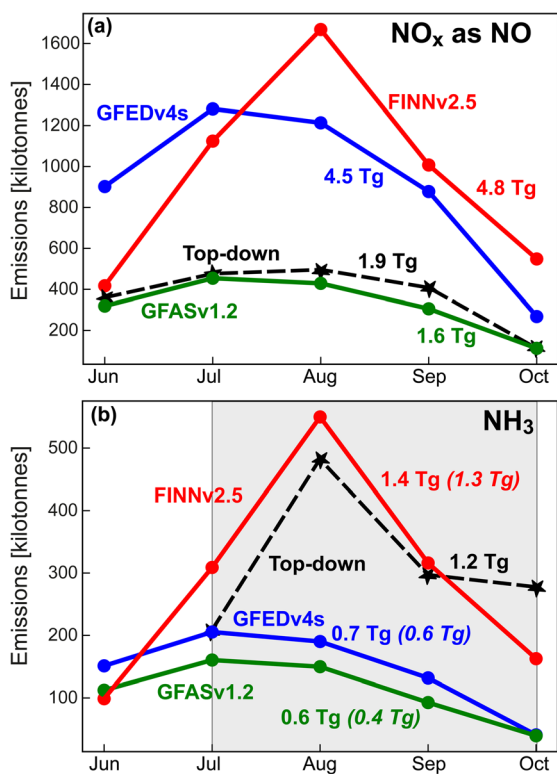 (a)
NOx as NO
Emissions [kilotonnes]
1600
1400
1200
1000
800
600
400
200
GFEDv4s
FINNv2.5
4.5 Tg
4.8 Tg
Top-down
1.9 Tg
GFASv1.2
1.6 Tg
Jun Jul Aug Sep Oct
(b)
NH3
Emissions [kilotonnes]
500
400
300
200
100
FINNv2.5
1.4 Tg (1.3 Tg)
Top-down
1.2 Tg
GFEDv4s
0.7 Tg (0.6 Tg)
GFASv1.2
0.6 Tg (0.4 Tg)
Jun Jul Aug Sep Oct